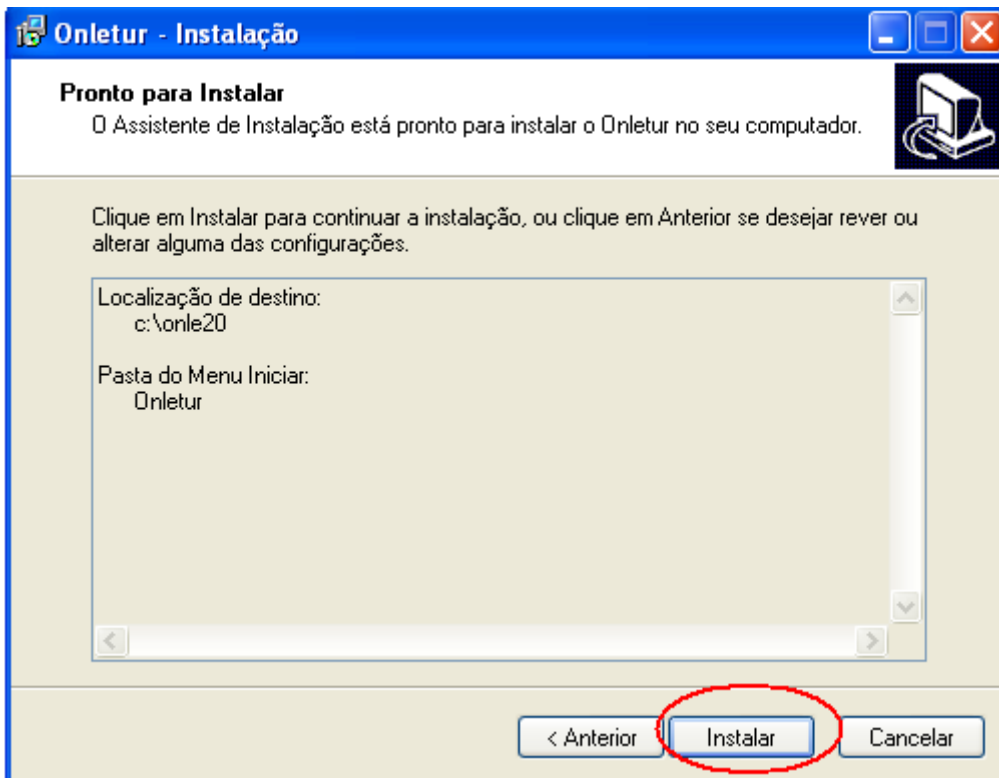 Onletur - Instalação
Pronto para Instalar
O Assistente de Instalação está pronto para instalar o Onletur no seu computador.
Clique em Instalar para continuar a instalação, ou clique em Anterior se desejar rever ou
alterar alguma das configurações.
Localização de destino:
c:\onle20
Pasta do Menu Iniciar:
Onletur
< Anterior
Instalar
Cancelar